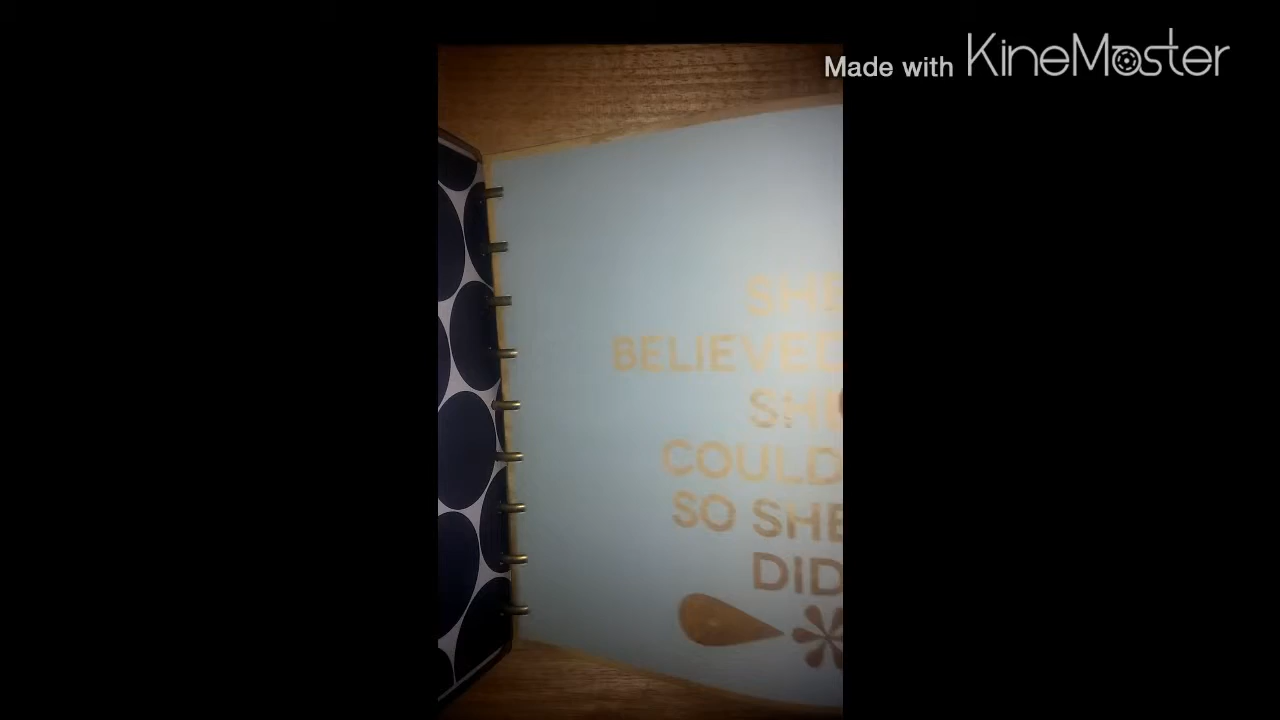 Made with KineMaster
SHE
BELIEVED
SHE
COULD
SO SHE
DID